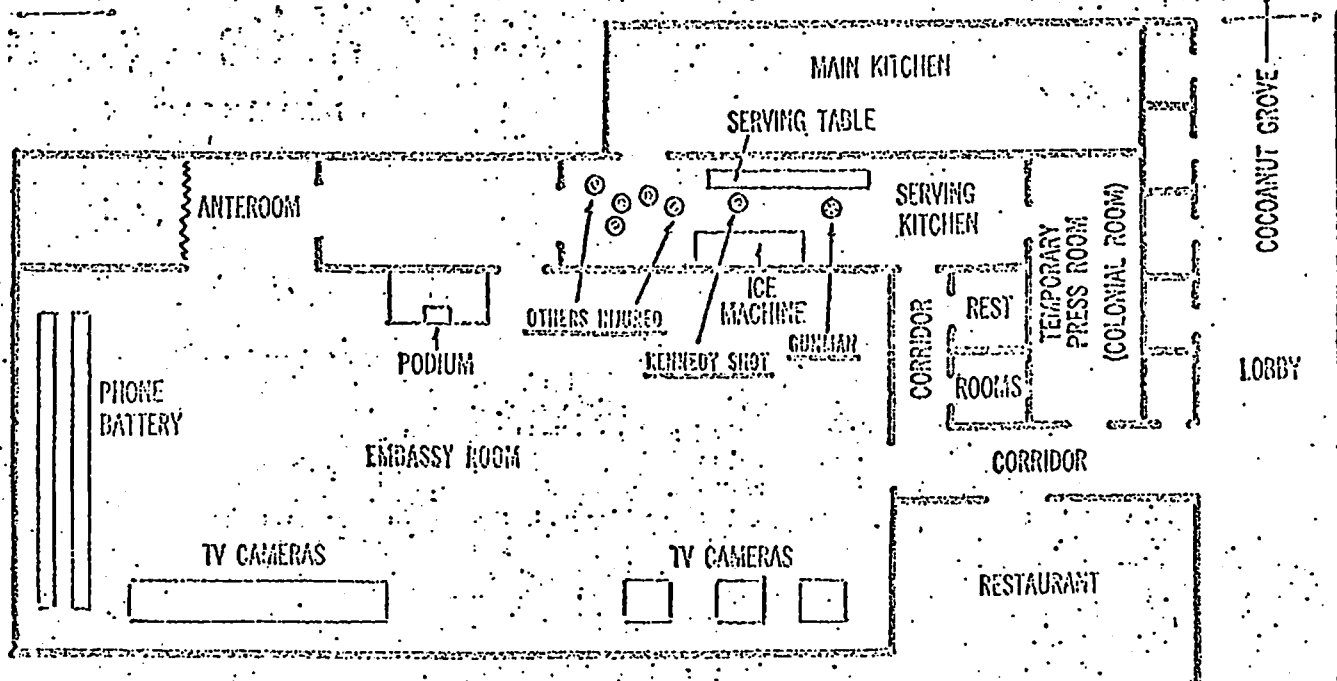 MAIN KITCHEN
SERVING TABLE
COCOANUT GROVE
ANTEROOM
SERVING
KITCHEN
TEMPORARY
PRESS ROOM
(COLONIAL ROOM)
ICE
MACHINE
OTHERS INJURED
KENNEDY SHOT
GUNMAN
PODIUM
CORRIDOR
REST
ROOMS
LOBBY
PHONE
BATTERY
EMBASSY ROOM
CORRIDOR
TV CAMERAS
TV CAMERAS
RESTAURANT